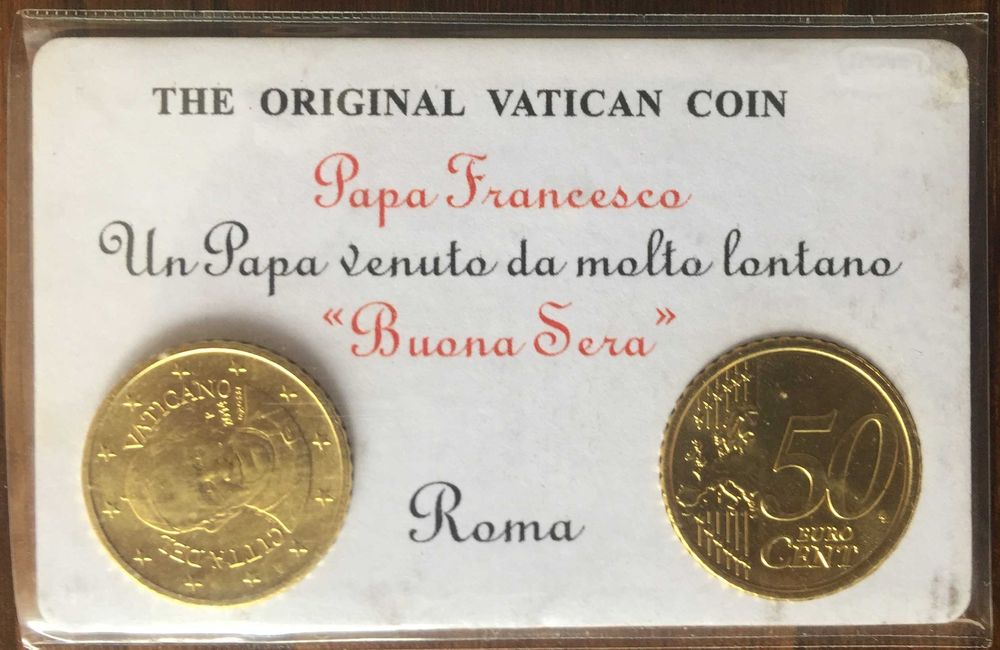 THE ORIGINAL VATICAN COIN
Papa Francesco
Un Papa venuto da molto lontano
«Buona Sera»
Roma
CITTA DEL
VATICANO
50
EURO
CENT